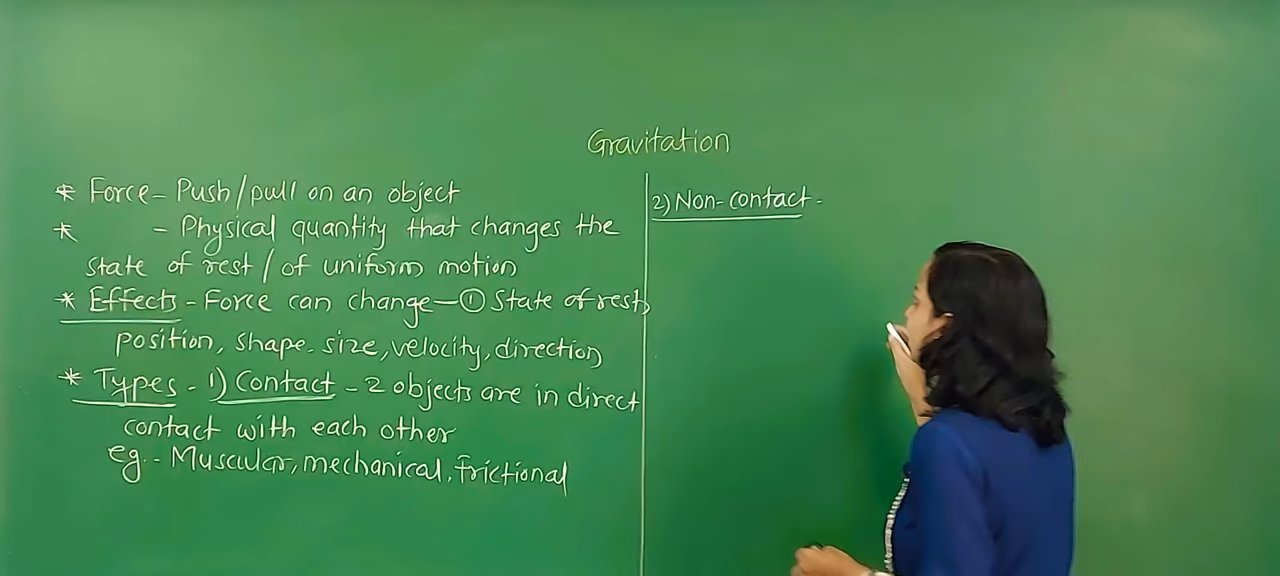 Gravitation
* Force - Push/pull on an object
* - Physical quantity that changes the
state of rest / of uniform motion
* Effects - Force can change - ① State of rest,
position, shape, size, velocity, direction
* Types - 1) Contact - 2 objects are in direct
contact with each other
eg.- Muscular, mechanical, frictional
2) Non-contact -